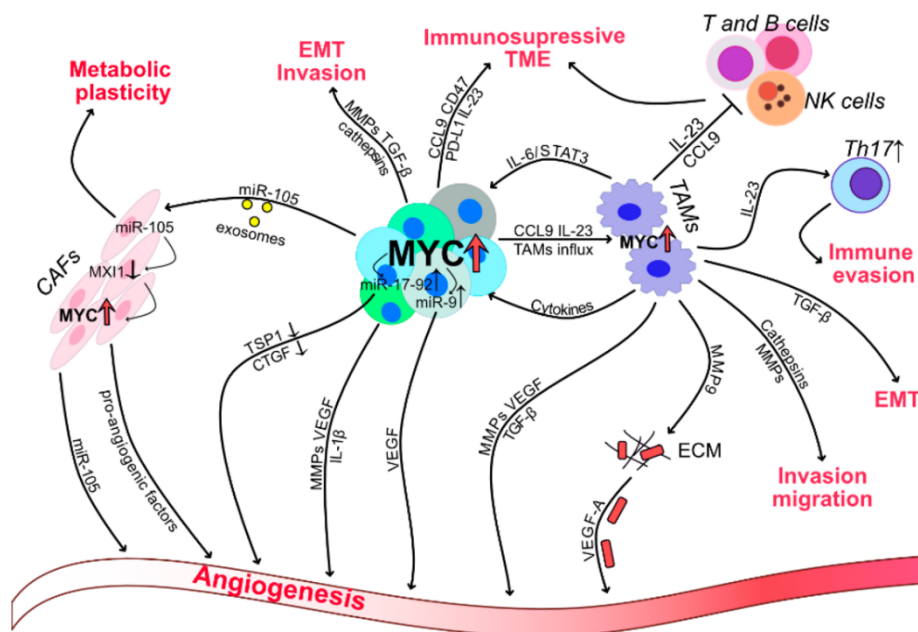 T and B cells
NK cells
Immunosupressive
TME
EMT
Invasion
Metabolic
plasticity
MMPs TGF-β
cathepsins
CCL9 CD47
PD-L1 IL-23
IL-6/STAT3
IL-23
CCL9
Th17↑
IL-23
TAMs
MYC
miR-105
exosomes
miR-105
MXI1↓
MYC
CAFs
MYC
miR-17-92↑
miR-9↑
CCL9 IL-23
TAMs influx
Cytokines
Immune
evasion
TGF-β
EMT
Cathepsins
MMPs
Invasion
migration
MMP9
ECM
VEGF-A
MMPs VEGF
TGF-β
VEGF
MMPs VEGF
IL-1β
TSP1↓
CTGF↓
pro-angiogenic factors
miR-105
Angiogenesis